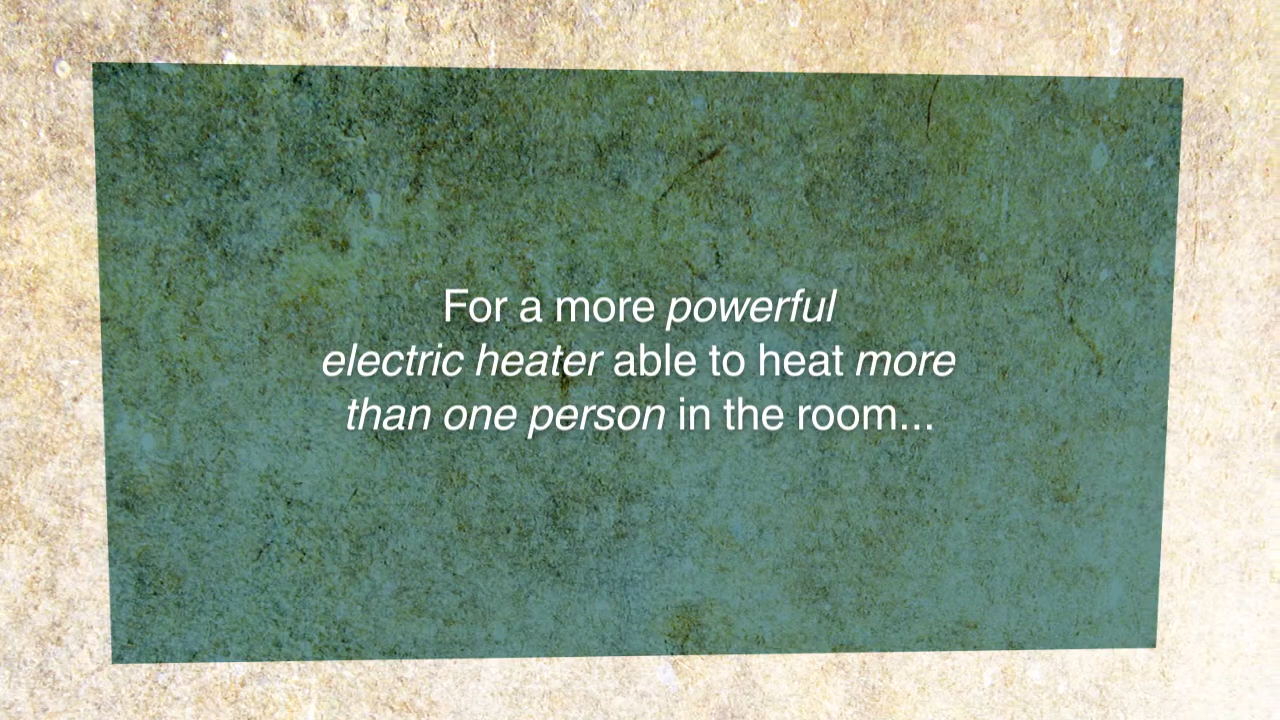 For a more powerful
electric heater able to heat more
than one person in the room...